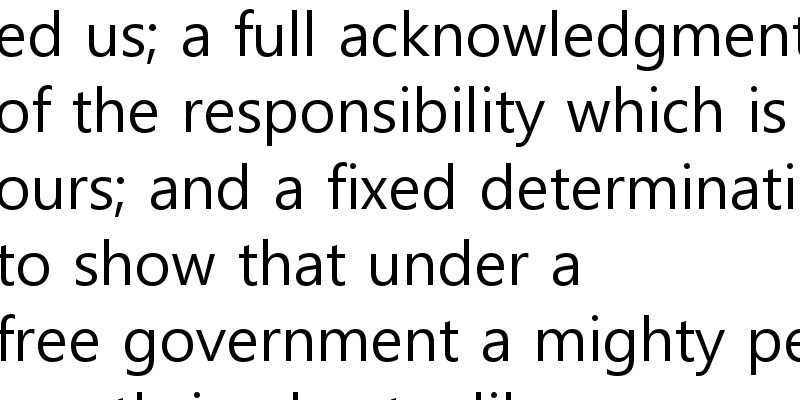 ed us; a full acknowledgment
of the responsibility which is
ours; and a fixed determinati
to show that under a
free government a mighty pe